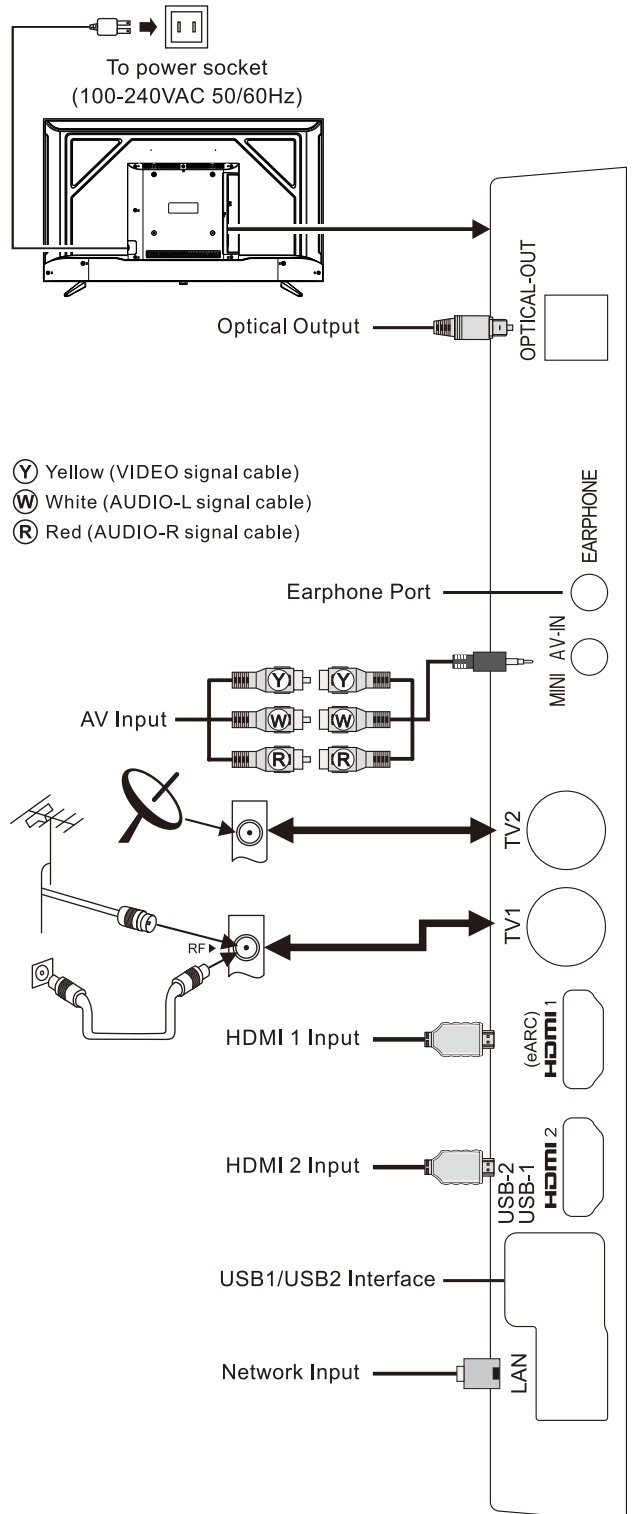 To power socket
(100-240VAC 50/60Hz)
OPTICAL-OUT
Optical Output
Y Yellow (VIDEO signal cable)
W White (AUDIO-L signal cable)
R Red (AUDIO-R signal cable)
EARPHONE
Earphone Port
MINI AV-IN
Y Y
AV Input
W W
R R
TV2
TV1
RF
HDMI 1 Input
(eARC)
HDMI 1
HDMI 2 Input
HDMI 2
USB-2
USB-1
USB1/USB2 Interface
Network Input
LAN